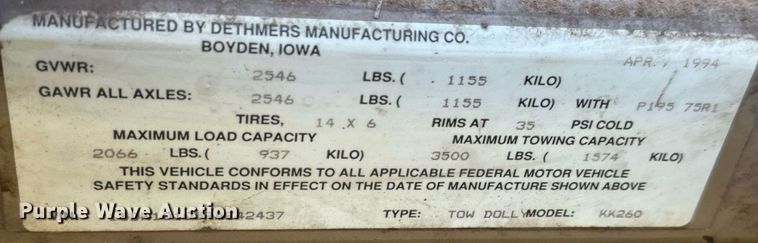 MANUFACTURED BY DETHMERS MANUFACTURING CO.
BOYDEN, IOWA
APR., 1994
GVWR: 2546 LBS. ( 1155 KILO)
GAWR ALL AXLES: 2546 LBS. ( 1155 KILO) WITH P195 75R1
TIRES, 14 X 6 RIMS AT 35 PSI COLD
MAXIMUM LOAD CAPACITY MAXIMUM TOWING CAPACITY
2066 LBS. ( 937 KILO) 3500 LBS. ( 1574 KILO)
THIS VEHICLE CONFORMS TO ALL APPLICABLE FEDERAL MOTOR VEHICLE
SAFETY STANDARDS IN EFFECT ON THE DATE OF MANUFACTURE SHOWN ABOVE
Purple Wave Auction
42437 TYPE: TOW DOLLY MODEL: KK260